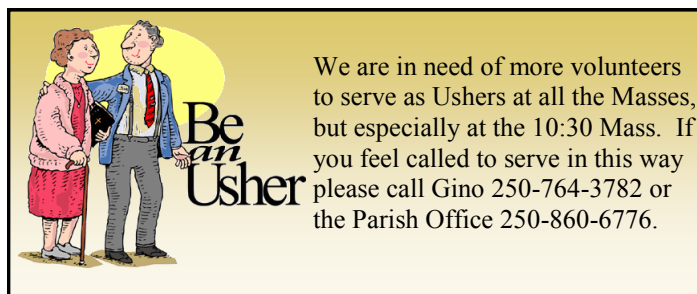 Be
an
Usher
We are in need of more volunteers
to serve as Ushers at all the Masses,
but especially at the 10:30 Mass.  If
you feel called to serve in this way
please call Gino 250-764-3782 or
the Parish Office 250-860-6776.